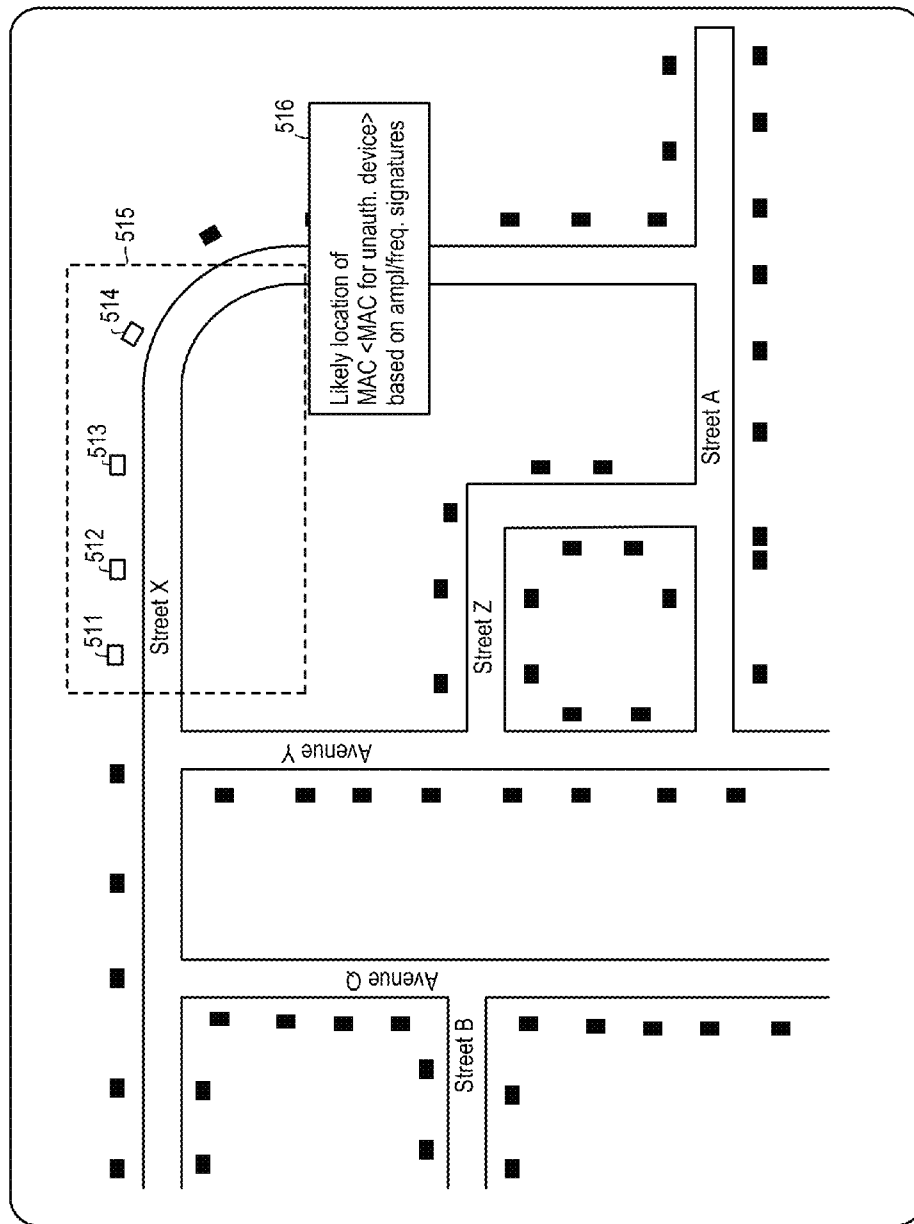 515
514
513
512
511
516
Likely location of
MAC <MAC for unauth. device>
based on ampl/freq. signatures
Street X
Street Z
Street A
Avenue Y
Avenue Q
Street B